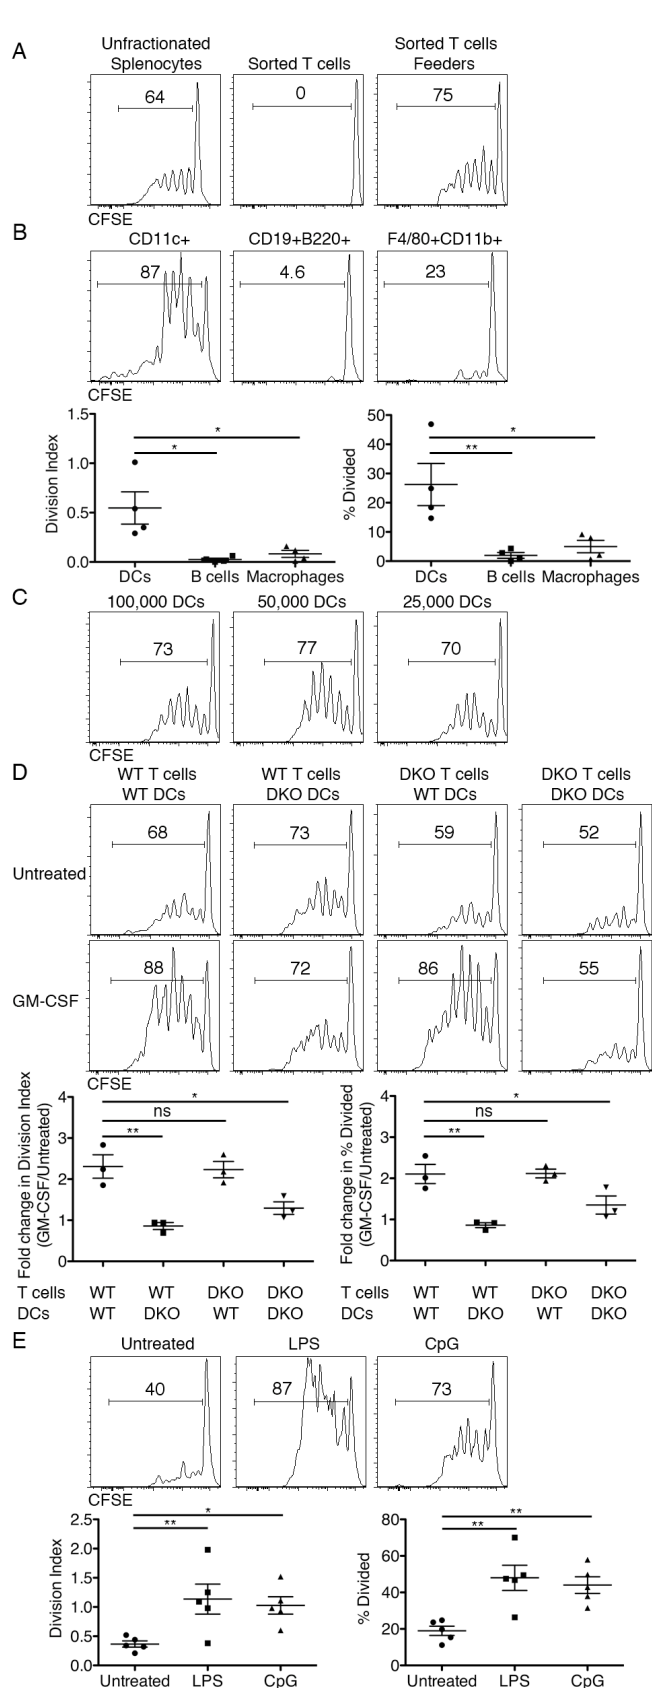 A
Unfractionated
Splenocytes
Sorted T cells
Sorted T cells
Feeders
64
0
75
CFSE
B
CD11c+
CD19+B220+
F4/80+CD11b+
87
4.6
23
CFSE
Division Index
1.5
1.0
0.5
0.0
*
*
DCs
B cells
Macrophages
% Divided
50
40
30
20
10
0
*
**
DCs
B cells
Macrophages
C
100,000 DCs
50,000 DCs
25,000 DCs
73
77
70
CFSE
D
WT T cells
WT DCs
WT T cells
DKO DCs
DKO T cells
WT DCs
DKO T cells
DKO DCs
Untreated
68
73
59
52
GM-CSF
88
72
86
55
CFSE
Fold change in Division Index
(GM-CSF/Untreated)
4
3
2
1
0
*
ns
**
T cells WT WT DKO DKO
DCs WT DKO WT DKO
Fold change in % Divided
(GM-CSF/Untreated)
4
3
2
1
0
*
ns
**
T cells WT WT DKO DKO
DCs WT DKO WT DKO
E
Untreated
LPS
CpG
40
87
73
CFSE
Division Index
2.5
2.0
1.5
1.0
0.5
0.0
*
**
Untreated
LPS
CpG
% Divided
80
60
40
20
0
**
**
Untreated
LPS
CpG